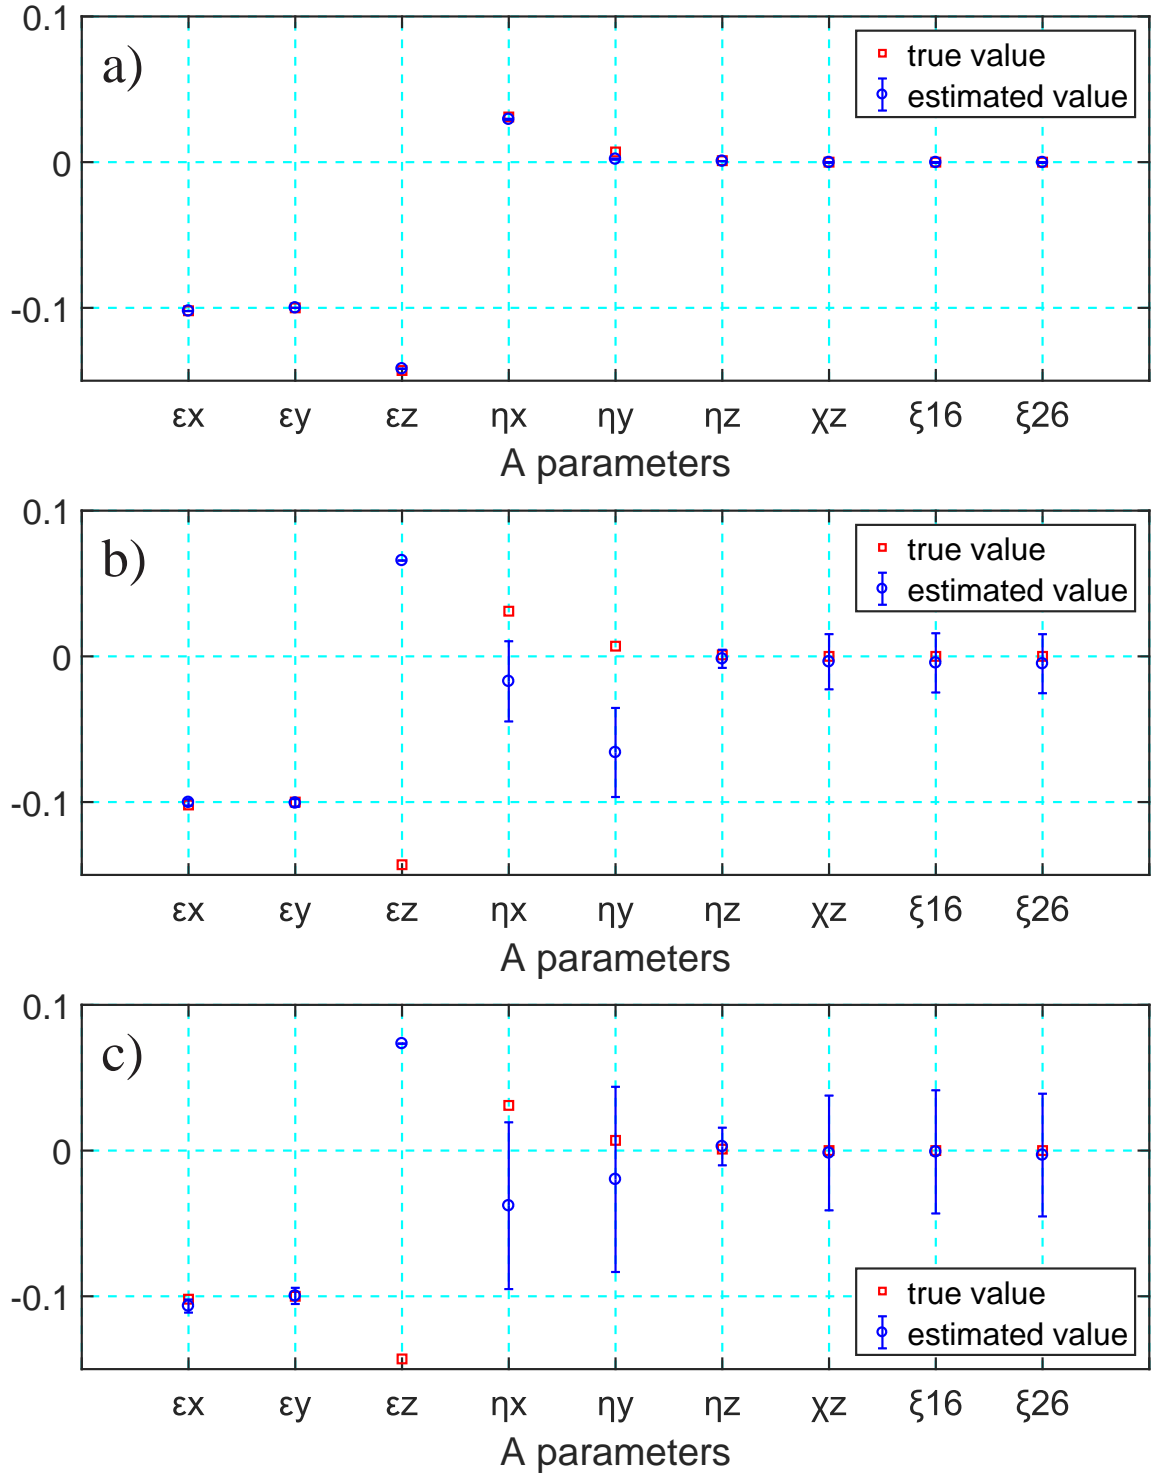 0.1
a)
true value
estimated value
0
-0.1
εx εy εz ηx ηy ηz χz ξ16 ξ26
A parameters
0.1
b)
true value
estimated value
0
-0.1
εx εy εz ηx ηy ηz χz ξ16 ξ26
A parameters
0.1
c)
0
-0.1
true value
estimated value
εx εy εz ηx ηy ηz χz ξ16 ξ26
A parameters